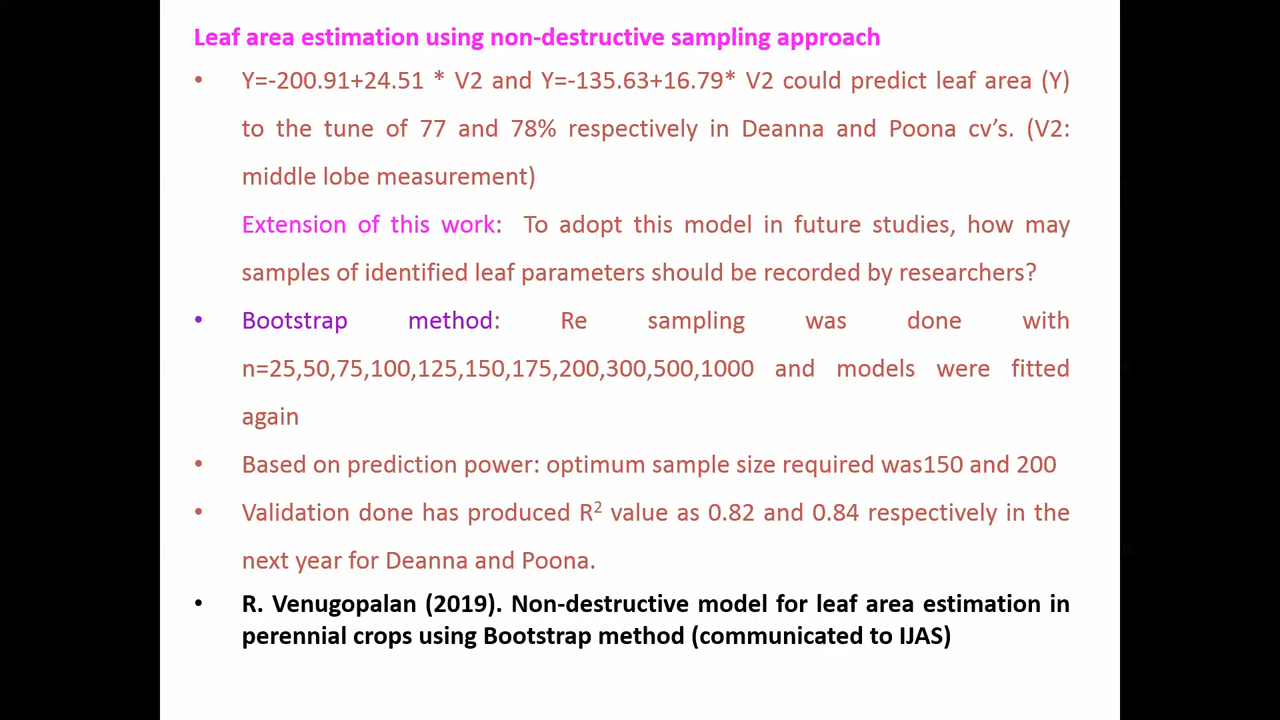 Leaf area estimation using non-destructive sampling approach
• Y=-200.91+24.51 * V2 and Y=-135.63+16.79* V2 could predict leaf area (Y)
to the tune of 77 and 78% respectively in Deanna and Poona cv's. (V2:
middle lobe measurement)
Extension of this work: To adopt this model in future studies, how may
samples of identified leaf parameters should be recorded by researchers?
• Bootstrap method: Re sampling was done with
n=25,50,75,100,125,150,175,200,300,500,1000 and models were fitted
again
• Based on prediction power: optimum sample size required was150 and 200
• Validation done has produced R² value as 0.82 and 0.84 respectively in the
next year for Deanna and Poona.
• R. Venugopalan (2019). Non-destructive model for leaf area estimation in
perennial crops using Bootstrap method (communicated to IJAS)